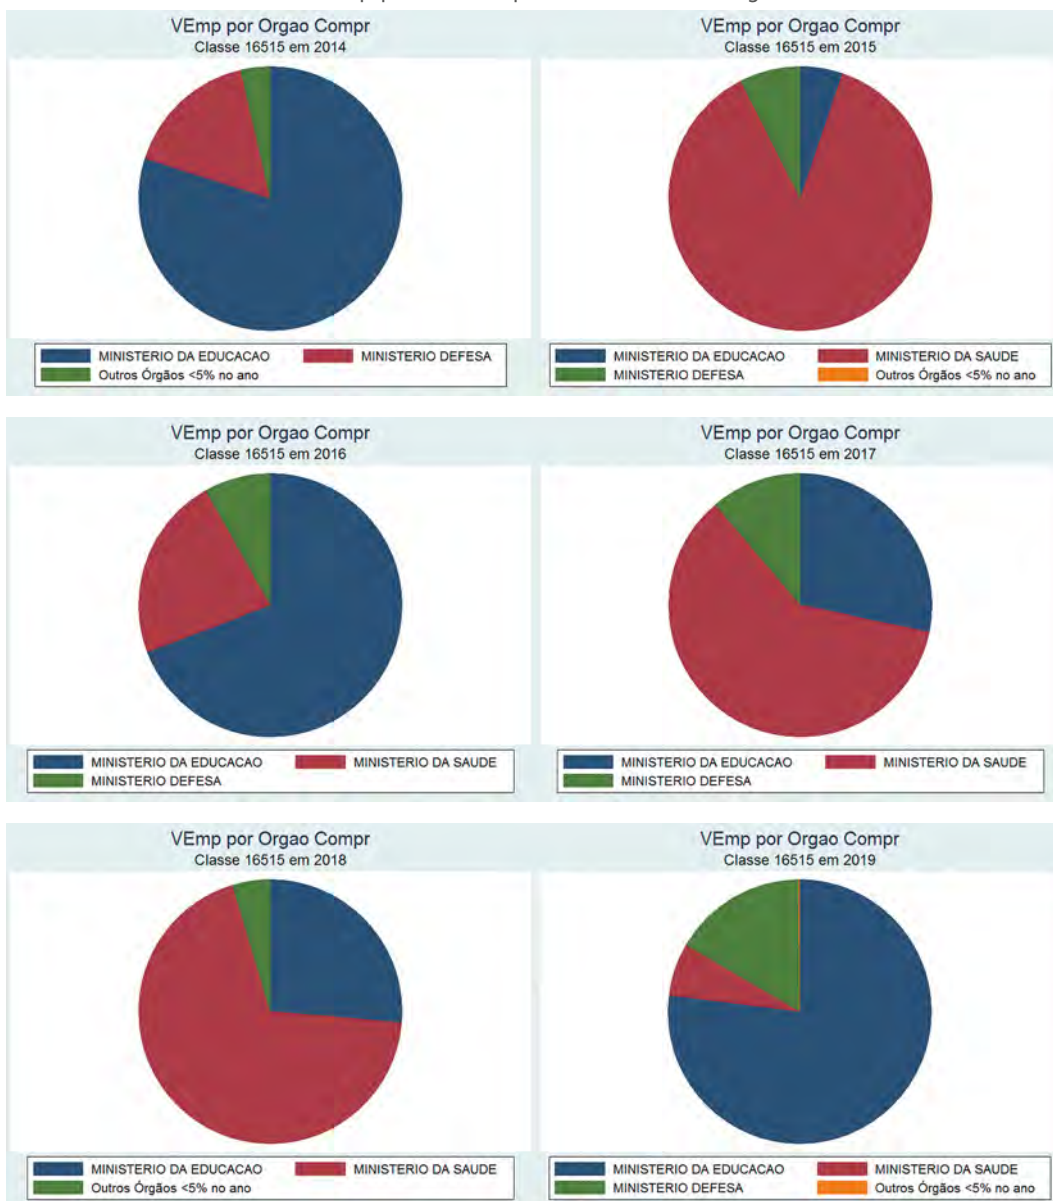 VEmp por Orgao Compr
Classe 16515 em 2014
MINISTERIO DA EDUCACAO MINISTERIO DEFESA
Outros Órgãos <5% no ano
VEmp por Orgao Compr
Classe 16515 em 2015
MINISTERIO DA EDUCACAO MINISTERIO DA SAUDE
MINISTERIO DEFESA Outros Órgãos <5% no ano
VEmp por Orgao Compr
Classe 16515 em 2016
MINISTERIO DA EDUCACAO MINISTERIO DA SAUDE
MINISTERIO DEFESA
VEmp por Orgao Compr
Classe 16515 em 2017
MINISTERIO DA EDUCACAO MINISTERIO DA SAUDE
MINISTERIO DEFESA
VEmp por Orgao Compr
Classe 16515 em 2018
MINISTERIO DA EDUCACAO MINISTERIO DA SAUDE
Outros Órgãos <5% no ano
VEmp por Orgao Compr
Classe 16515 em 2019
MINISTERIO DA EDUCACAO MINISTERIO DA SAUDE
MINISTERIO DEFESA Outros Órgãos <5% no ano